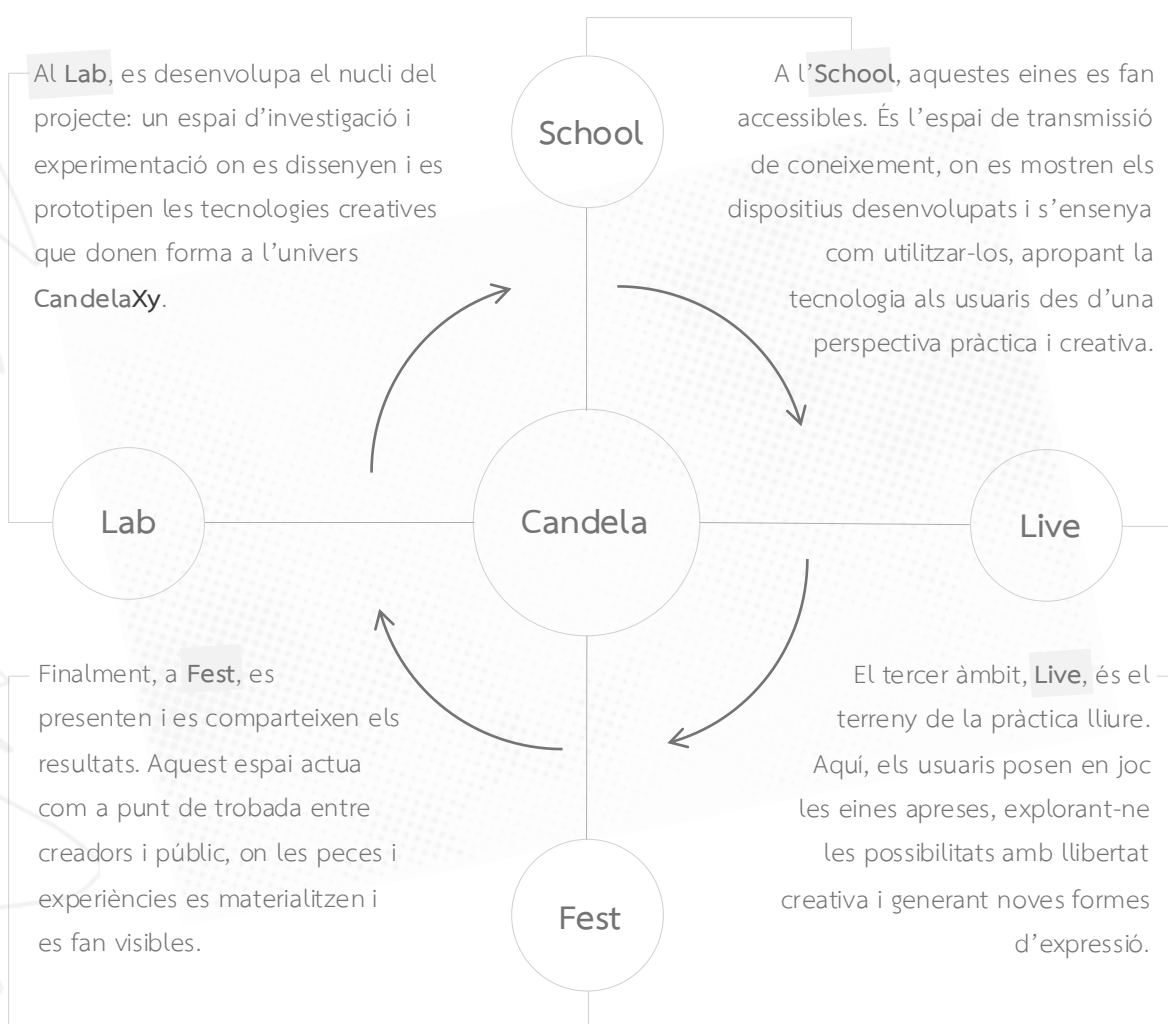 Al Lab, es desenvolupa el nucli del
projecte: un espai d’investigació i
experimentació on es dissenyen i es
prototipen les tecnologies creatives
que donen forma a l’univers
CandelaXy.
School
A l’School, aquestes eines es fan
accessibles. És l’espai de transmissió
de coneixement, on es mostren els
dispositius desenvolupats i s’ensenya
com utilitzar-los, apropant la
tecnologia als usuaris des d’una
perspectiva pràctica i creativa.
Lab
Candela
Live
Finalment, a Fest, es
presenten i es comparteixen els
resultats. Aquest espai actua
com a punt de trobada entre
creadors i públic, on les peces i
experiències es materialitzen i
es fan visibles.
Fest
El tercer àmbit, Live, és el
terreny de la pràctica lliure.
Aquí, els usuaris posen en joc
les eines apreses, explorant-ne
les possibilitats amb llibertat
creativa i generant noves formes
d’expressió.